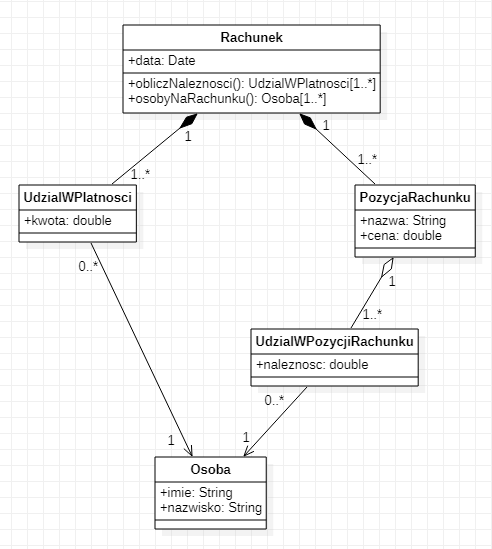 Rachunek
+data: Date
+obliczNaleznosci(): UdzialWPlatnosci[1..*]
+osobyNaRachunku(): Osoba[1..*]
1
1
1..*
1..*
UdzialWPlatnosci
+kwota: double
PozycjaRachunku
+nazwa: String
+cena: double
0..*
1
1..*
UdzialWPozycjiRachunku
+naleznosc: double
0..*
1
1
Osoba
+imie: String
+nazwisko: String